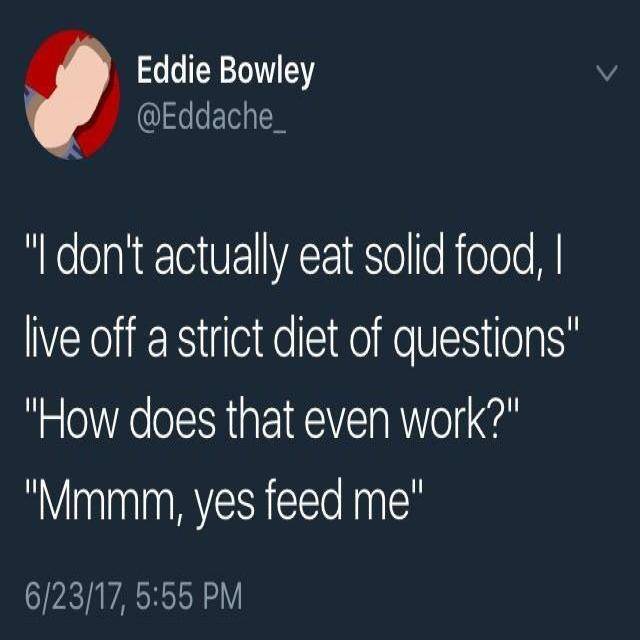 Eddie Bowley
@Eddache_
"I don't actually eat solid food, I
live off a strict diet of questions"
"How does that even work?"
"Mmmm, yes feed me"
6/23/17, 5:55 PM